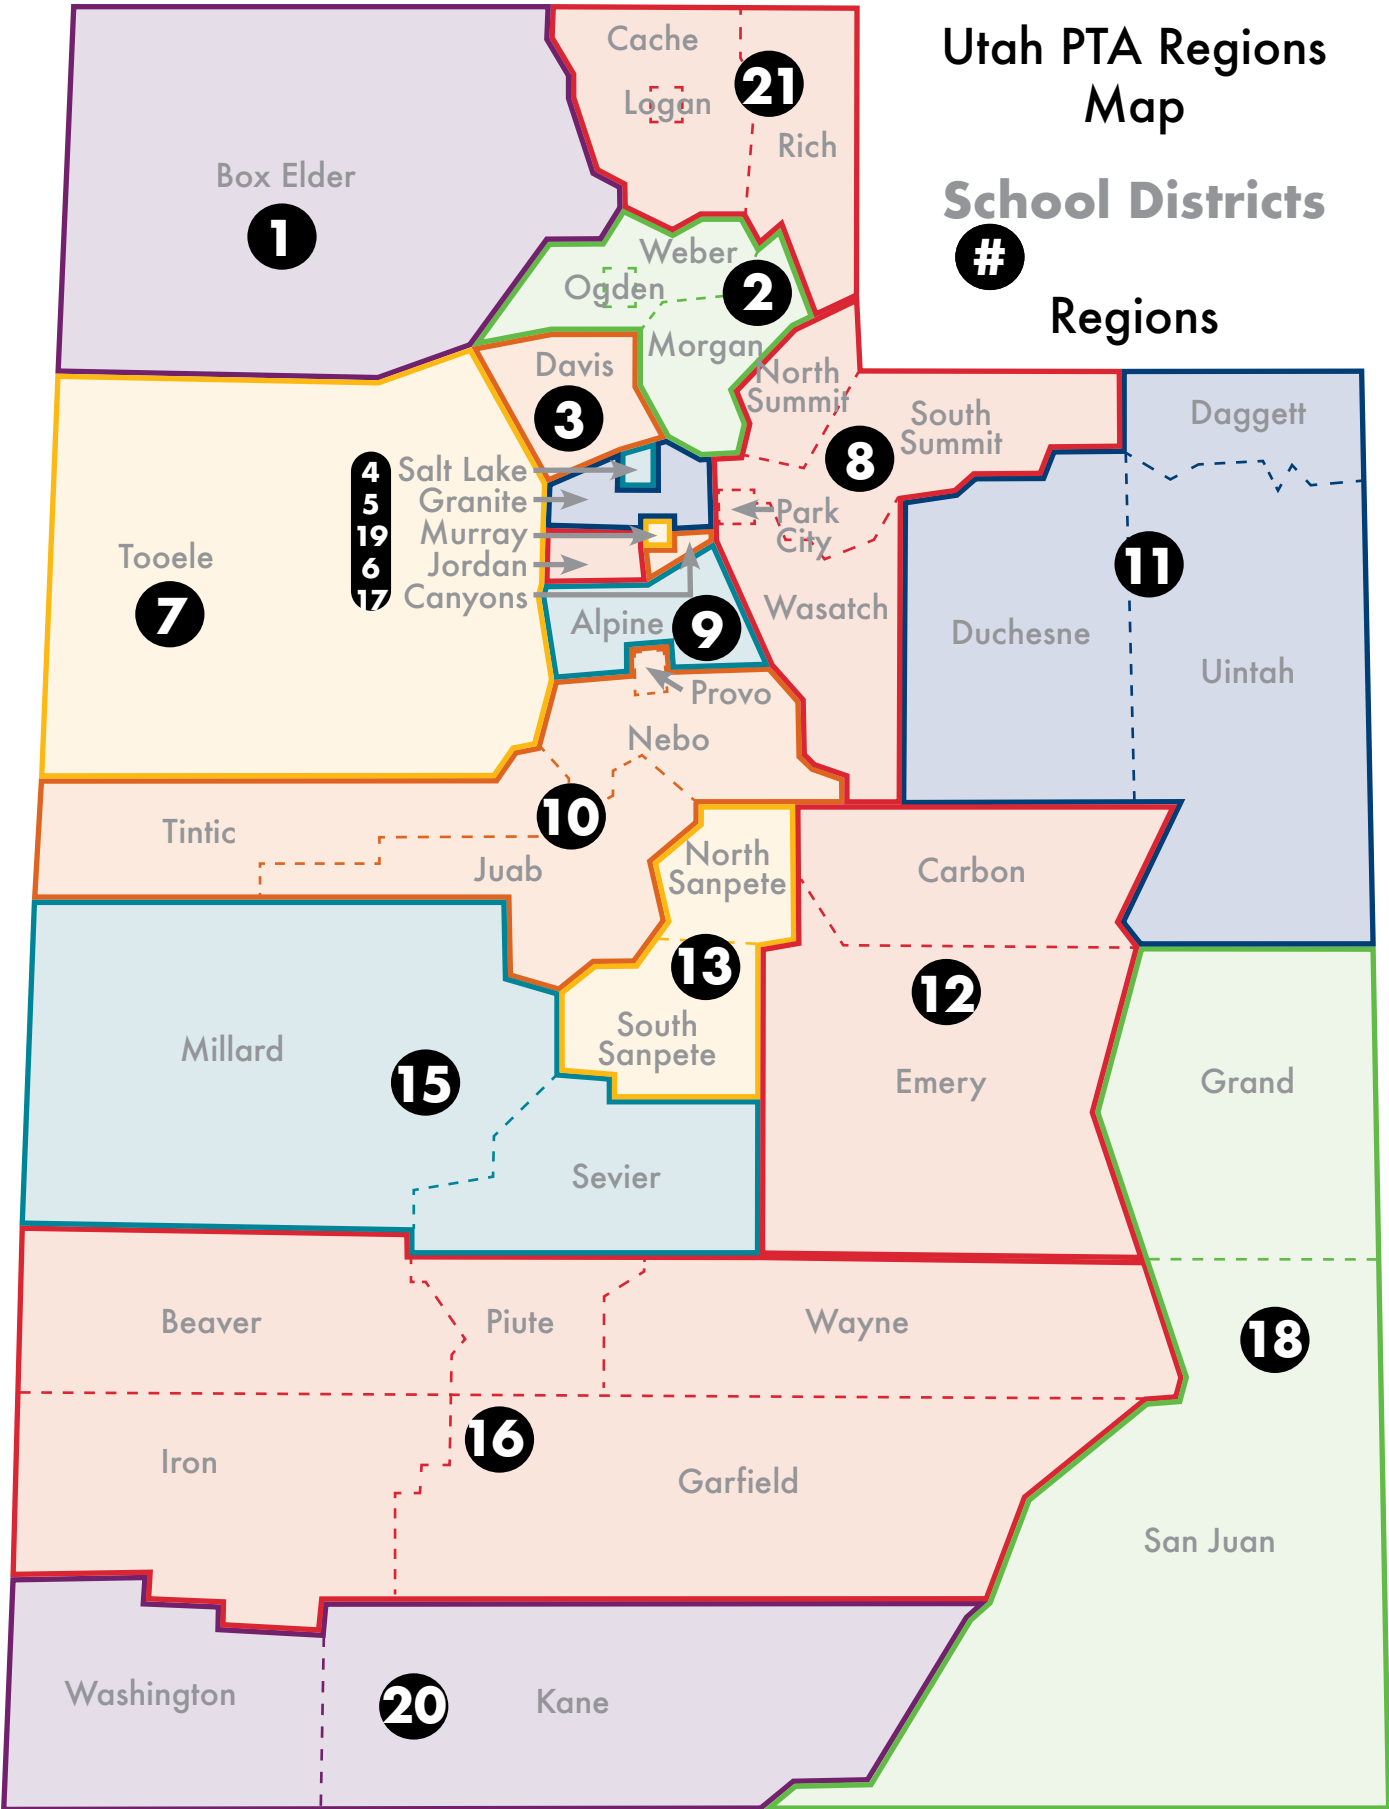 Utah PTA Regions
Map
School Districts
#
Regions
Cache
21
Logan
Rich
Box Elder
1
Weber
Ogden
2
Morgan
Davis
3
North
Summit
South
Summit
8
Daggett
4 Salt Lake
5 Granite
19 Murray
6 Jordan
17 Canyons
Park
City
11
Tooele
7
Wasatch
Duchesne
Uintah
Alpine
9
Provo
Nebo
10
Tintic
Juab
North
Sanpete
Carbon
13
12
South
Sanpete
Millard
15
Emery
Grand
Sevier
Beaver
Piute
Wayne
18
16
Iron
Garfield
San Juan
Washington
20
Kane